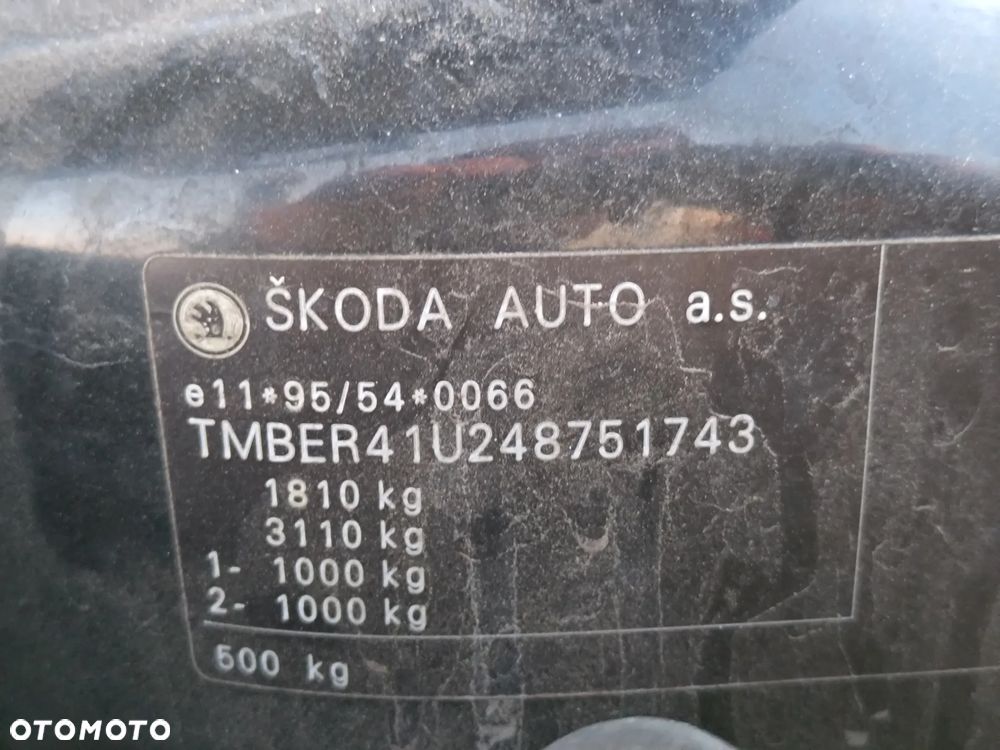 ŠKODA AUTO a.s.
e11*95/54*0066
TMBER41U248751743
1810 kg
3110 kg
1- 1000 kg
2- 1000 kg
500 kg
OTOMOTO